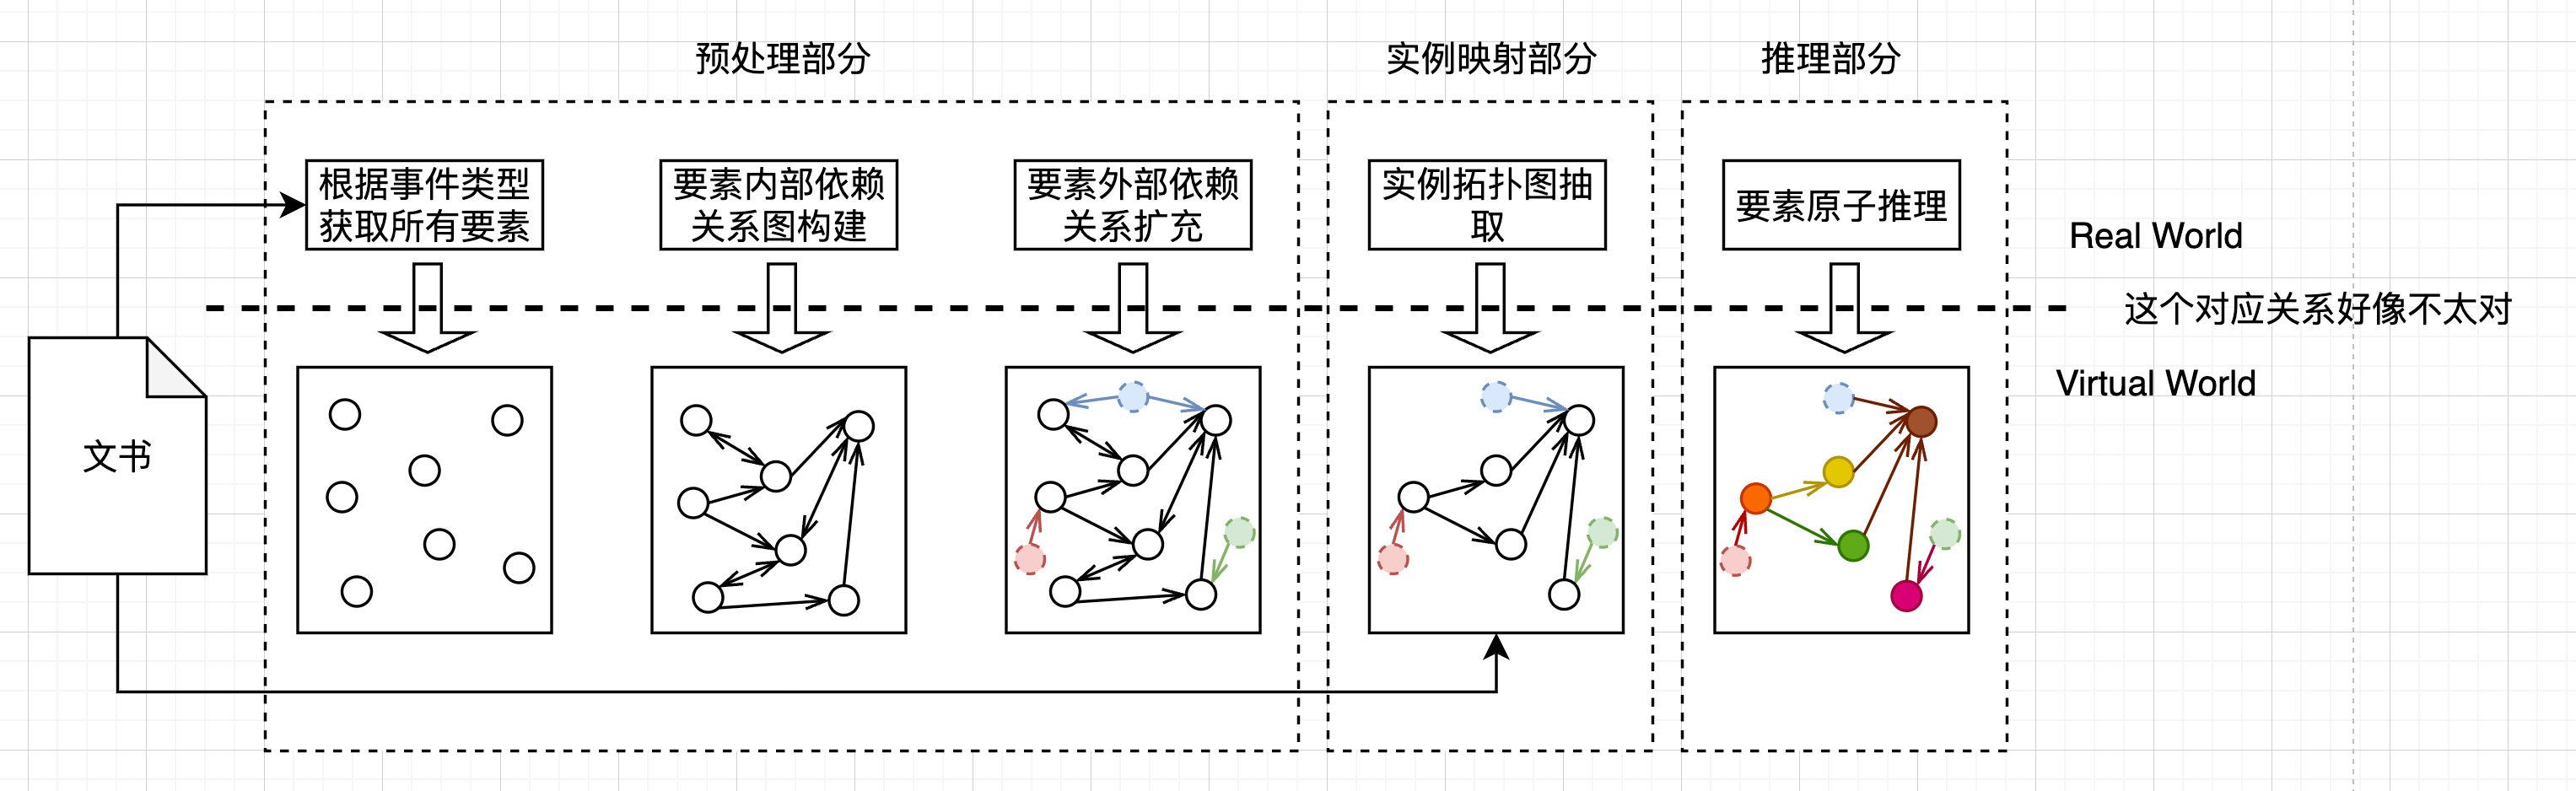 预处理部分
实例映射部分
推理部分
根据事件类型
获取所有要素
要素内部依赖
关系图构建
要素外部依赖
关系扩充
实例拓扑图抽
取
要素原子推理
Real World
这个对应关系好像不太对
Virtual World
文书